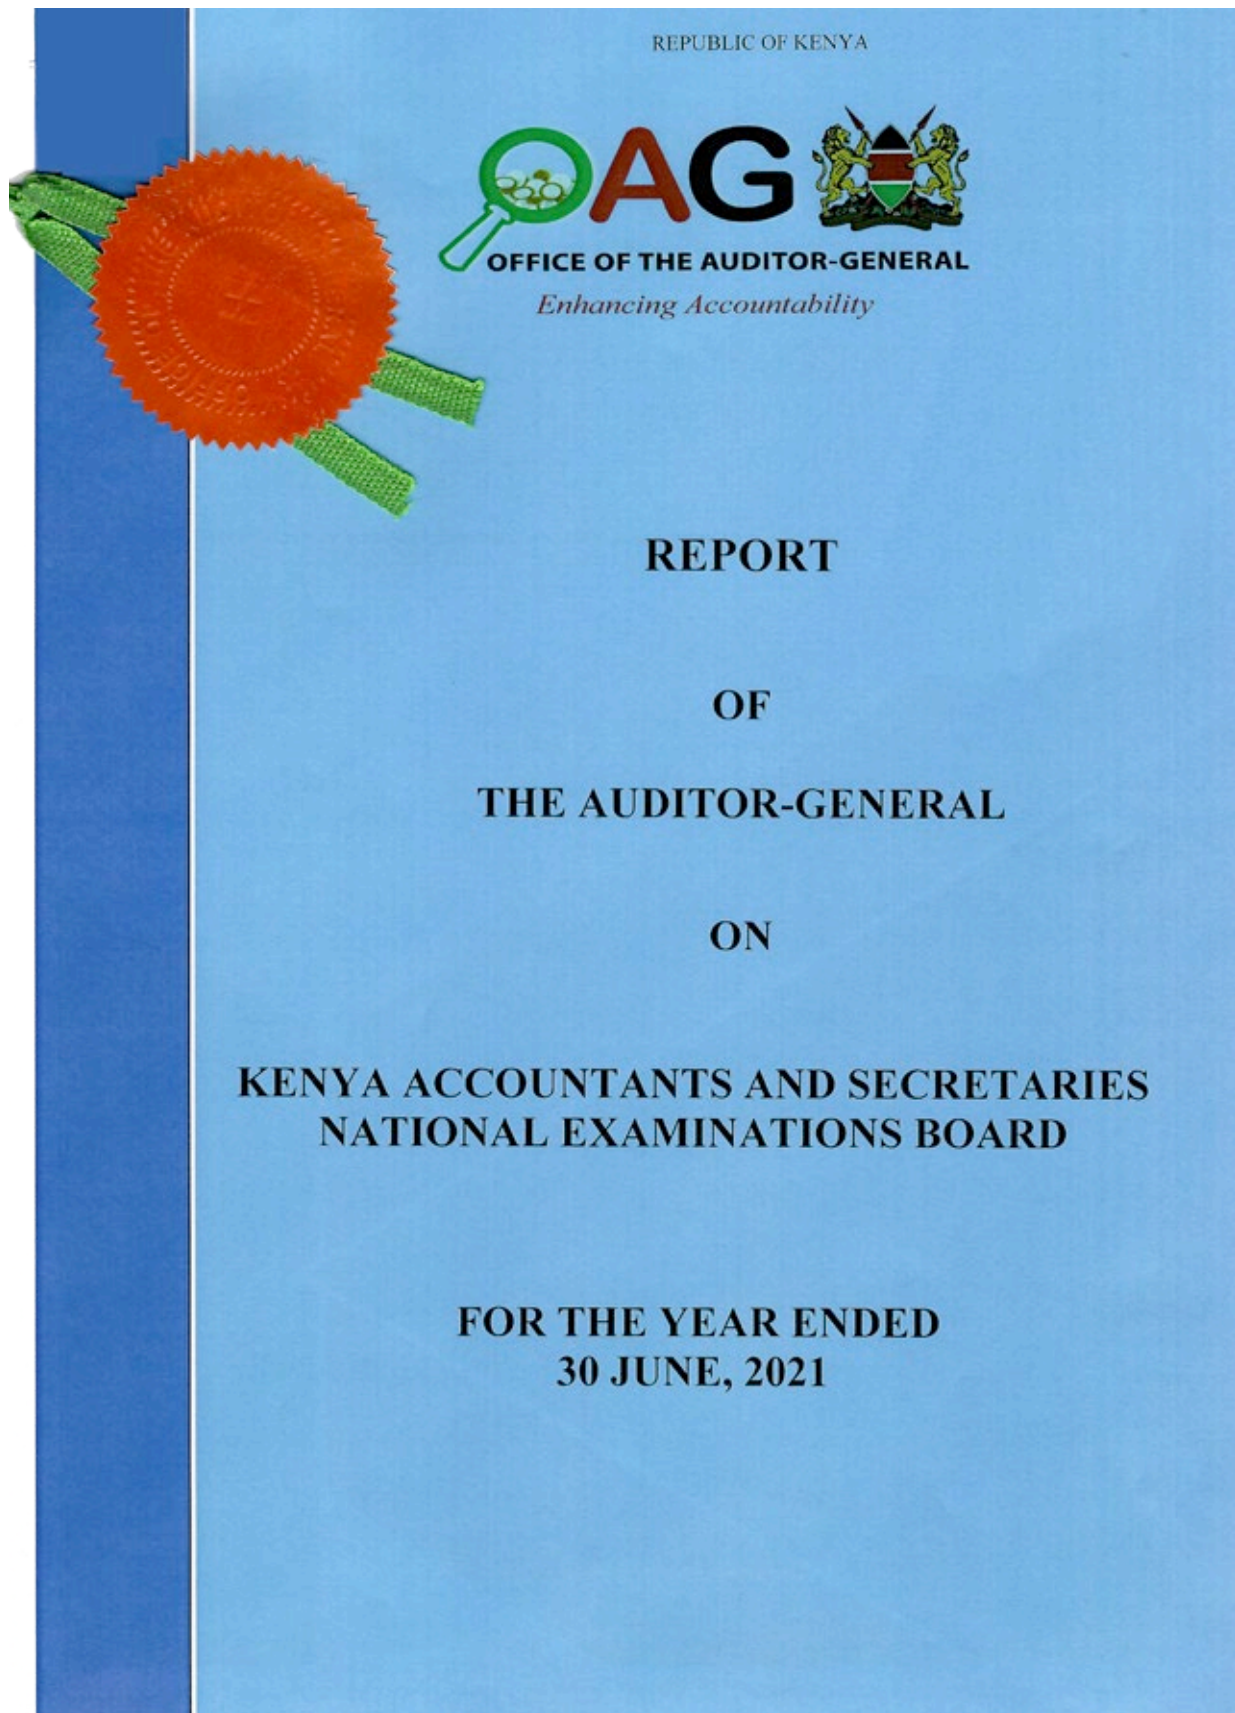 REPUBLIC OF KENYA
OAG
OFFICE OF THE AUDITOR-GENERAL
Enhancing Accountability
REPORT
OF
THE AUDITOR-GENERAL
ON
KENYA ACCOUNTANTS AND SECRETARIES
NATIONAL EXAMINATIONS BOARD
FOR THE YEAR ENDED
30 JUNE, 2021